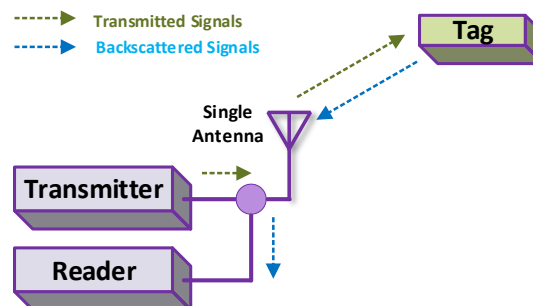 Transmitted Signals
Backscattered Signals
Tag
Single
Antenna
Transmitter
Reader